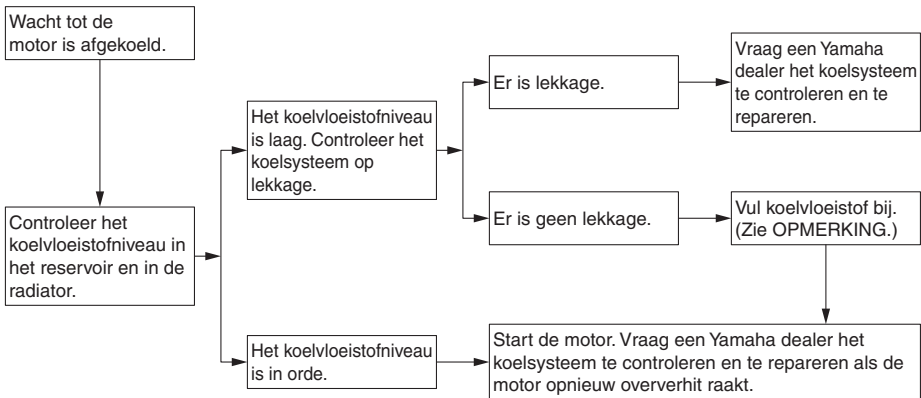 Wacht tot de
motor is afgekoeld.
Controleer het
koelvloeistofniveau in
het reservoir en in de
radiator.
Het koelvloeistofniveau
is laag. Controleer het
koelsysteem op
lekkage.
Er is lekkage.
Vraag een Yamaha
dealer het koelsysteem
te controleren en te
repareren.
Er is geen lekkage.
Vul koelvloeistof bij.
(Zie OPMERKING.)
Het koelvloeistofniveau
is in orde.
Start de motor. Vraag een Yamaha dealer het
koelsysteem te controleren en te repareren als de
motor opnieuw oververhit raakt.